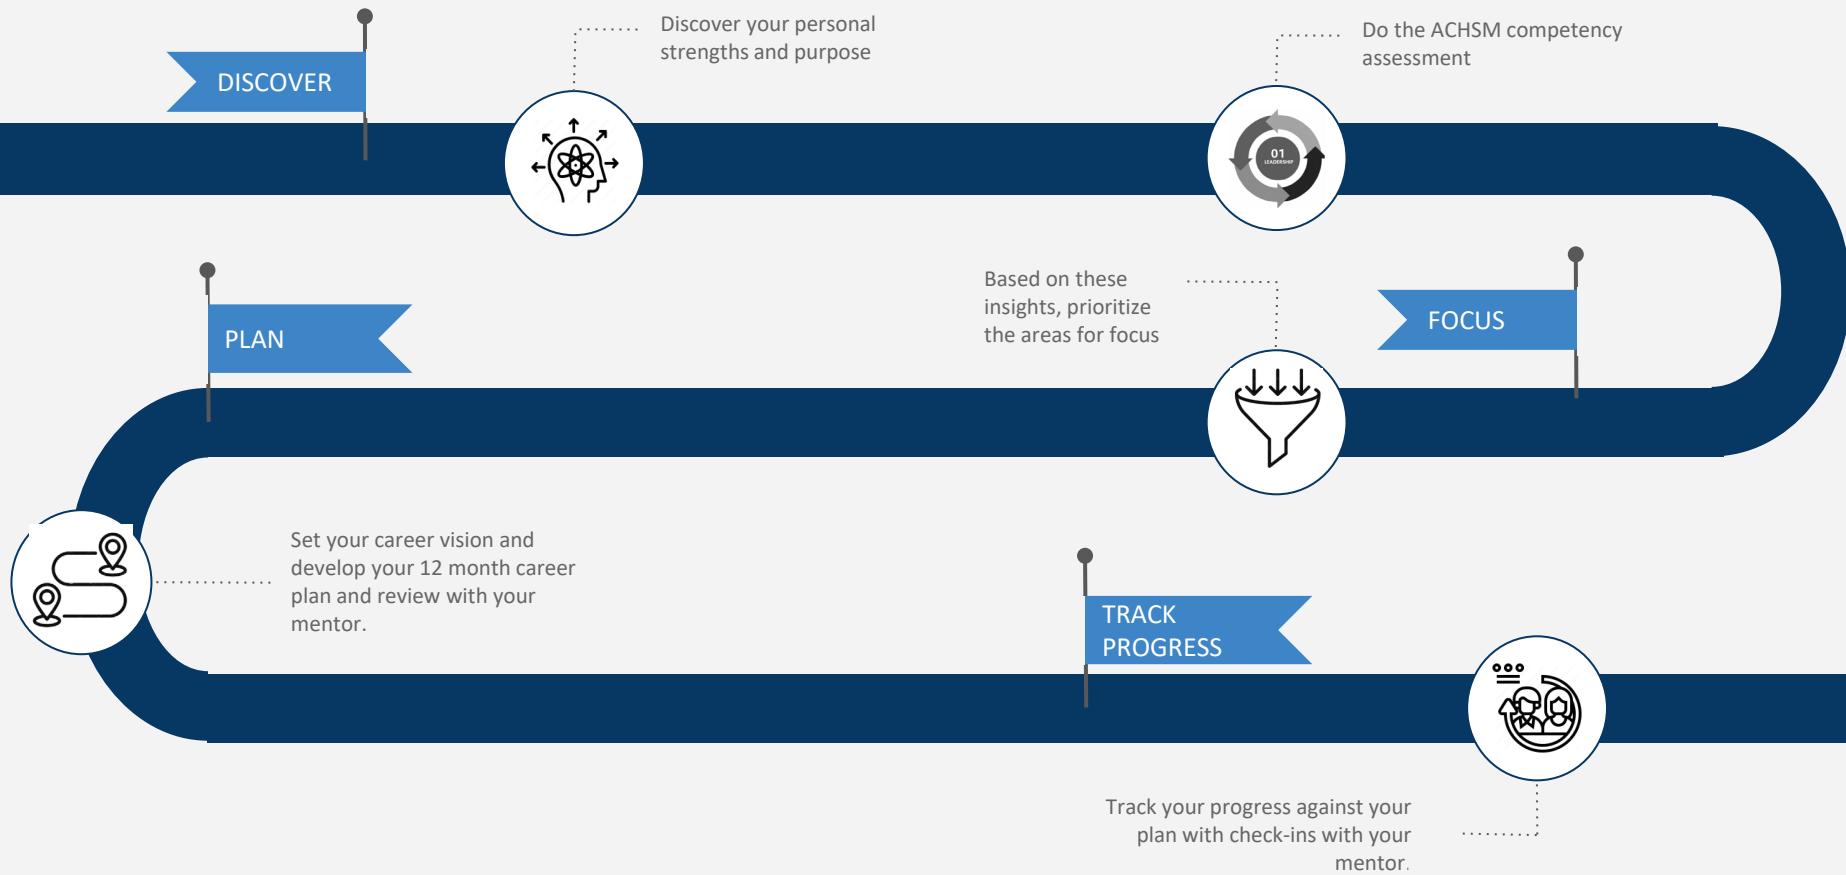 DISCOVER
Discover your personal
strengths and purpose
Do the ACHSM competency
assessment
01
LEADERSHIP
FOCUS
Based on these
insights, prioritize
the areas for focus
PLAN
Set your career vision and
develop your 12 month career
plan and review with your
mentor.
TRACK
PROGRESS
Track your progress against your
plan with check-ins with your
mentor.